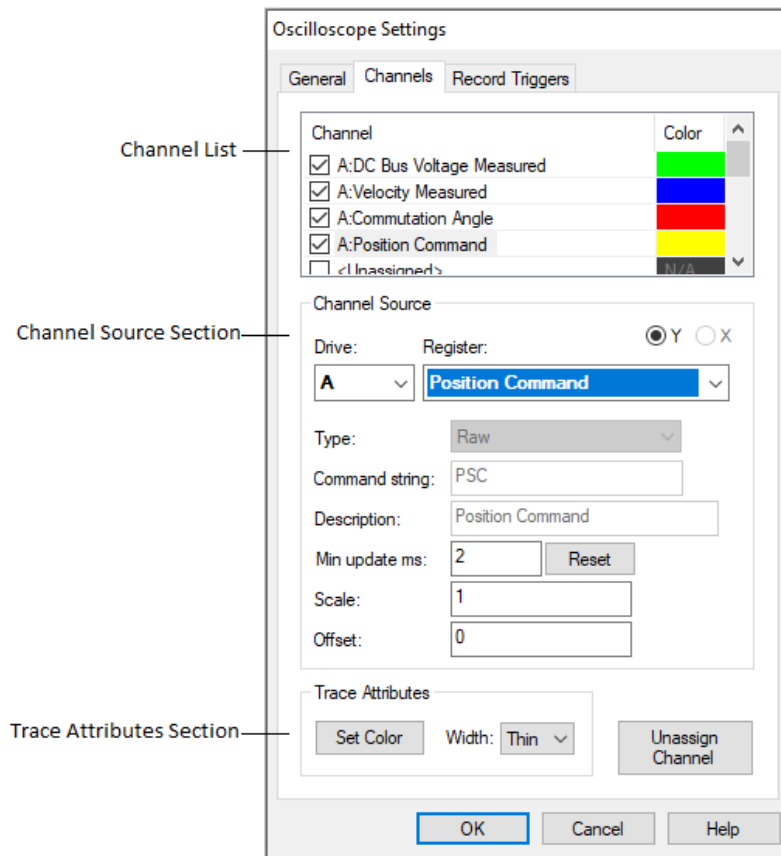 Oscilloscope Settings
General Channels Record Triggers
Channel List
Channel Color
A:DC Bus Voltage Measured
A:Velocity Measured
A:Commutation Angle
A:Position Command
<Unassigned> N/A
Channel Source
Channel Source Section
Y X
Drive: Register:
A Position Command
Type: Raw
Command string: PSC
Description: Position Command
Min update ms: 2 Reset
Scale: 1
Offset: 0
Trace Attributes
Trace Attributes Section
Set Color Width: Thin Unassign
Channel
OK Cancel Help